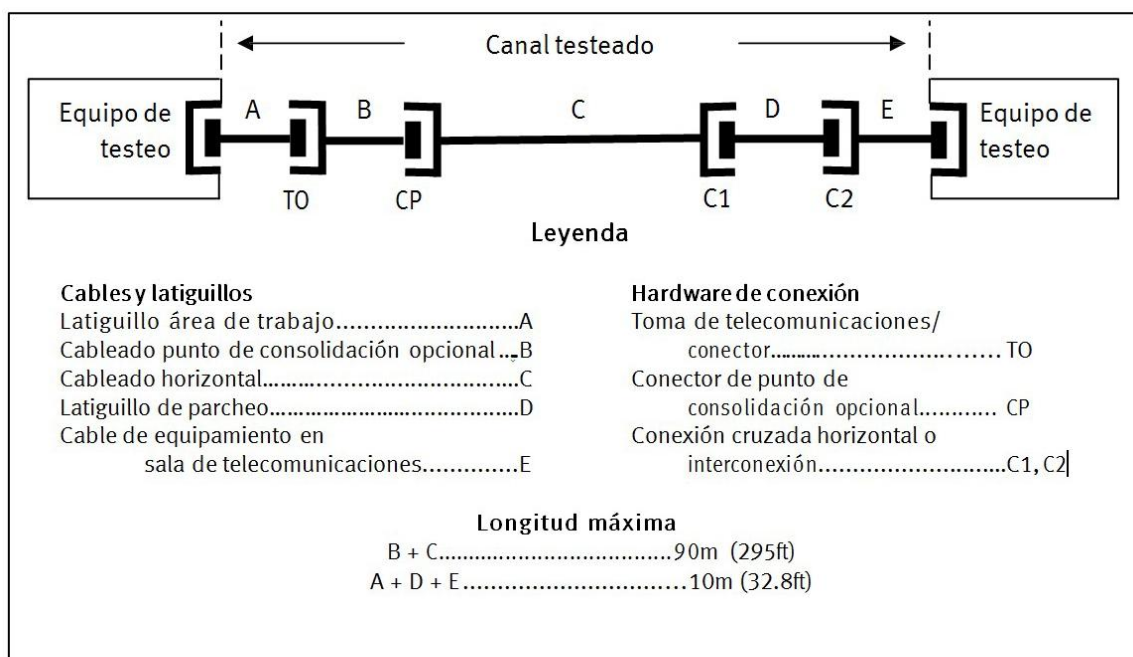 Canal testeado
Equipo de testeo
A B C D E
Equipo de testeo
TO CP C1 C2
Leyenda
Cables y latiguillos
Latiguillo área de trabajo..............................A
Cableado punto de consolidación opcional....B
Cableado horizontal..........................................C
Latiguillo de parcheo.........................................D
Cable de equipamiento en
sala de telecomunicaciones...............E
Hardware de conexión
Toma de telecomunicaciones/
conector.................................... TO
Conector de punto de
consolidación opcional............ CP
Conexión cruzada horizontal o
interconexión..............................C1, C2
Longitud máxima
B + C.....................................90m (295ft)
A + D + E....................................10m (32.8ft)